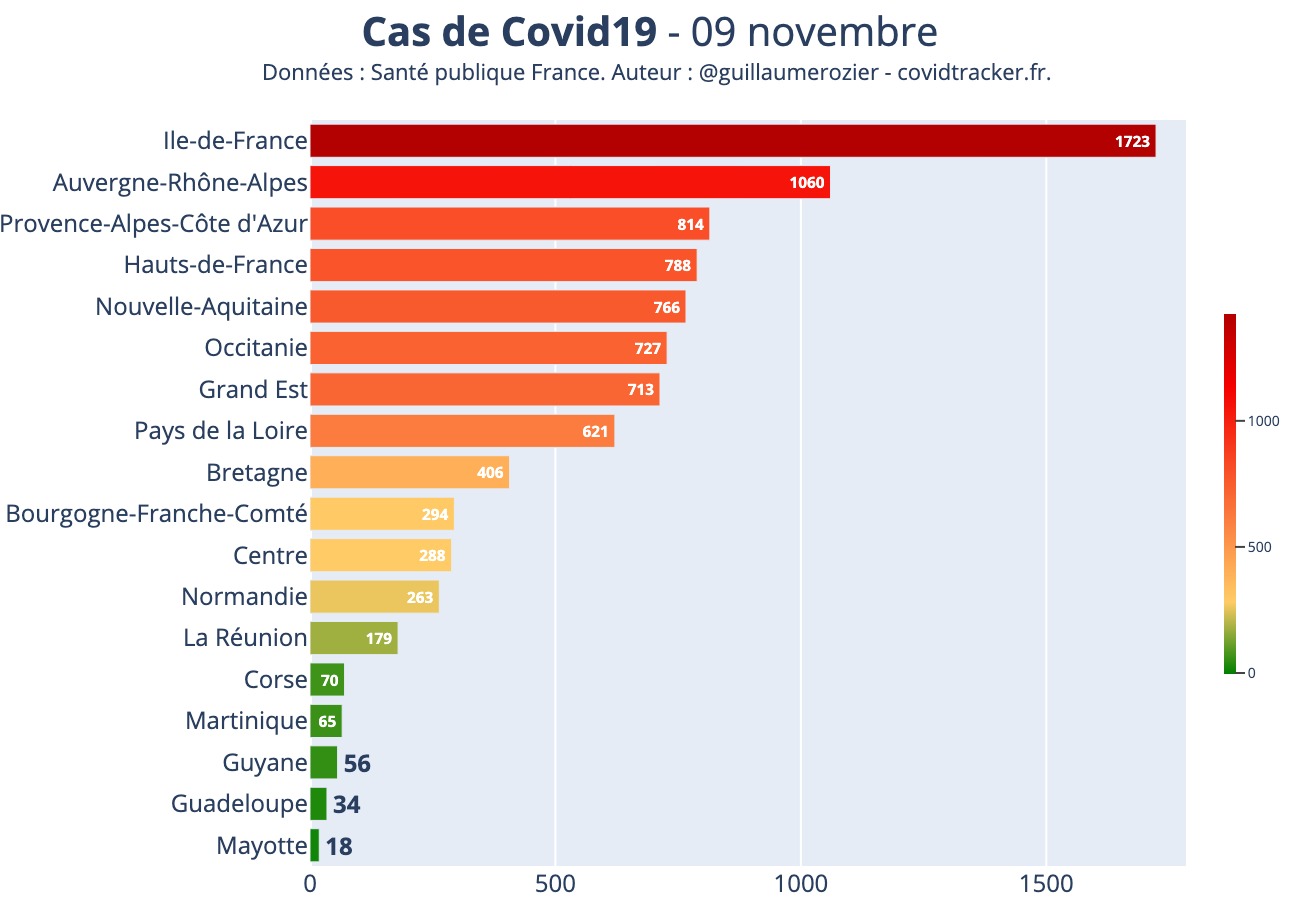 Cas de Covid19 - 09 novembre
Données : Santé publique France. Auteur : @guillaumerozier - covidtracker.fr.
Ile-de-France 1723
Auvergne-Rhône-Alpes 1060
Provence-Alpes-Côte d'Azur 814
Hauts-de-France 788
Nouvelle-Aquitaine 766
Occitanie 727
Grand Est 713
Pays de la Loire 621
Bretagne 406
Bourgogne-Franche-Comté 294
Centre 288
Normandie 263
La Réunion 179
Corse 70
Martinique 65
Guyane 56
Guadeloupe 34
Mayotte 18
0 500 1000 1500
1000
500
0